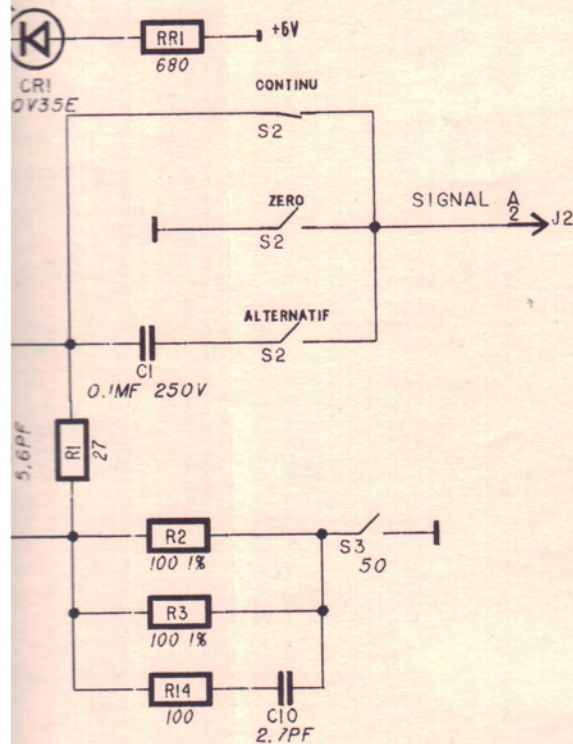 RR1
+5V
680
CR1
0V35E
CONTINU
S2
ZERO
SIGNAL A
2
J2
S2
ALTERNATIF
S2
C1
0.1MF 250V
5.6PF
R1
27
R2
S3
100 1%
50
R3
100 1%
R14
100
C10
2.7PF